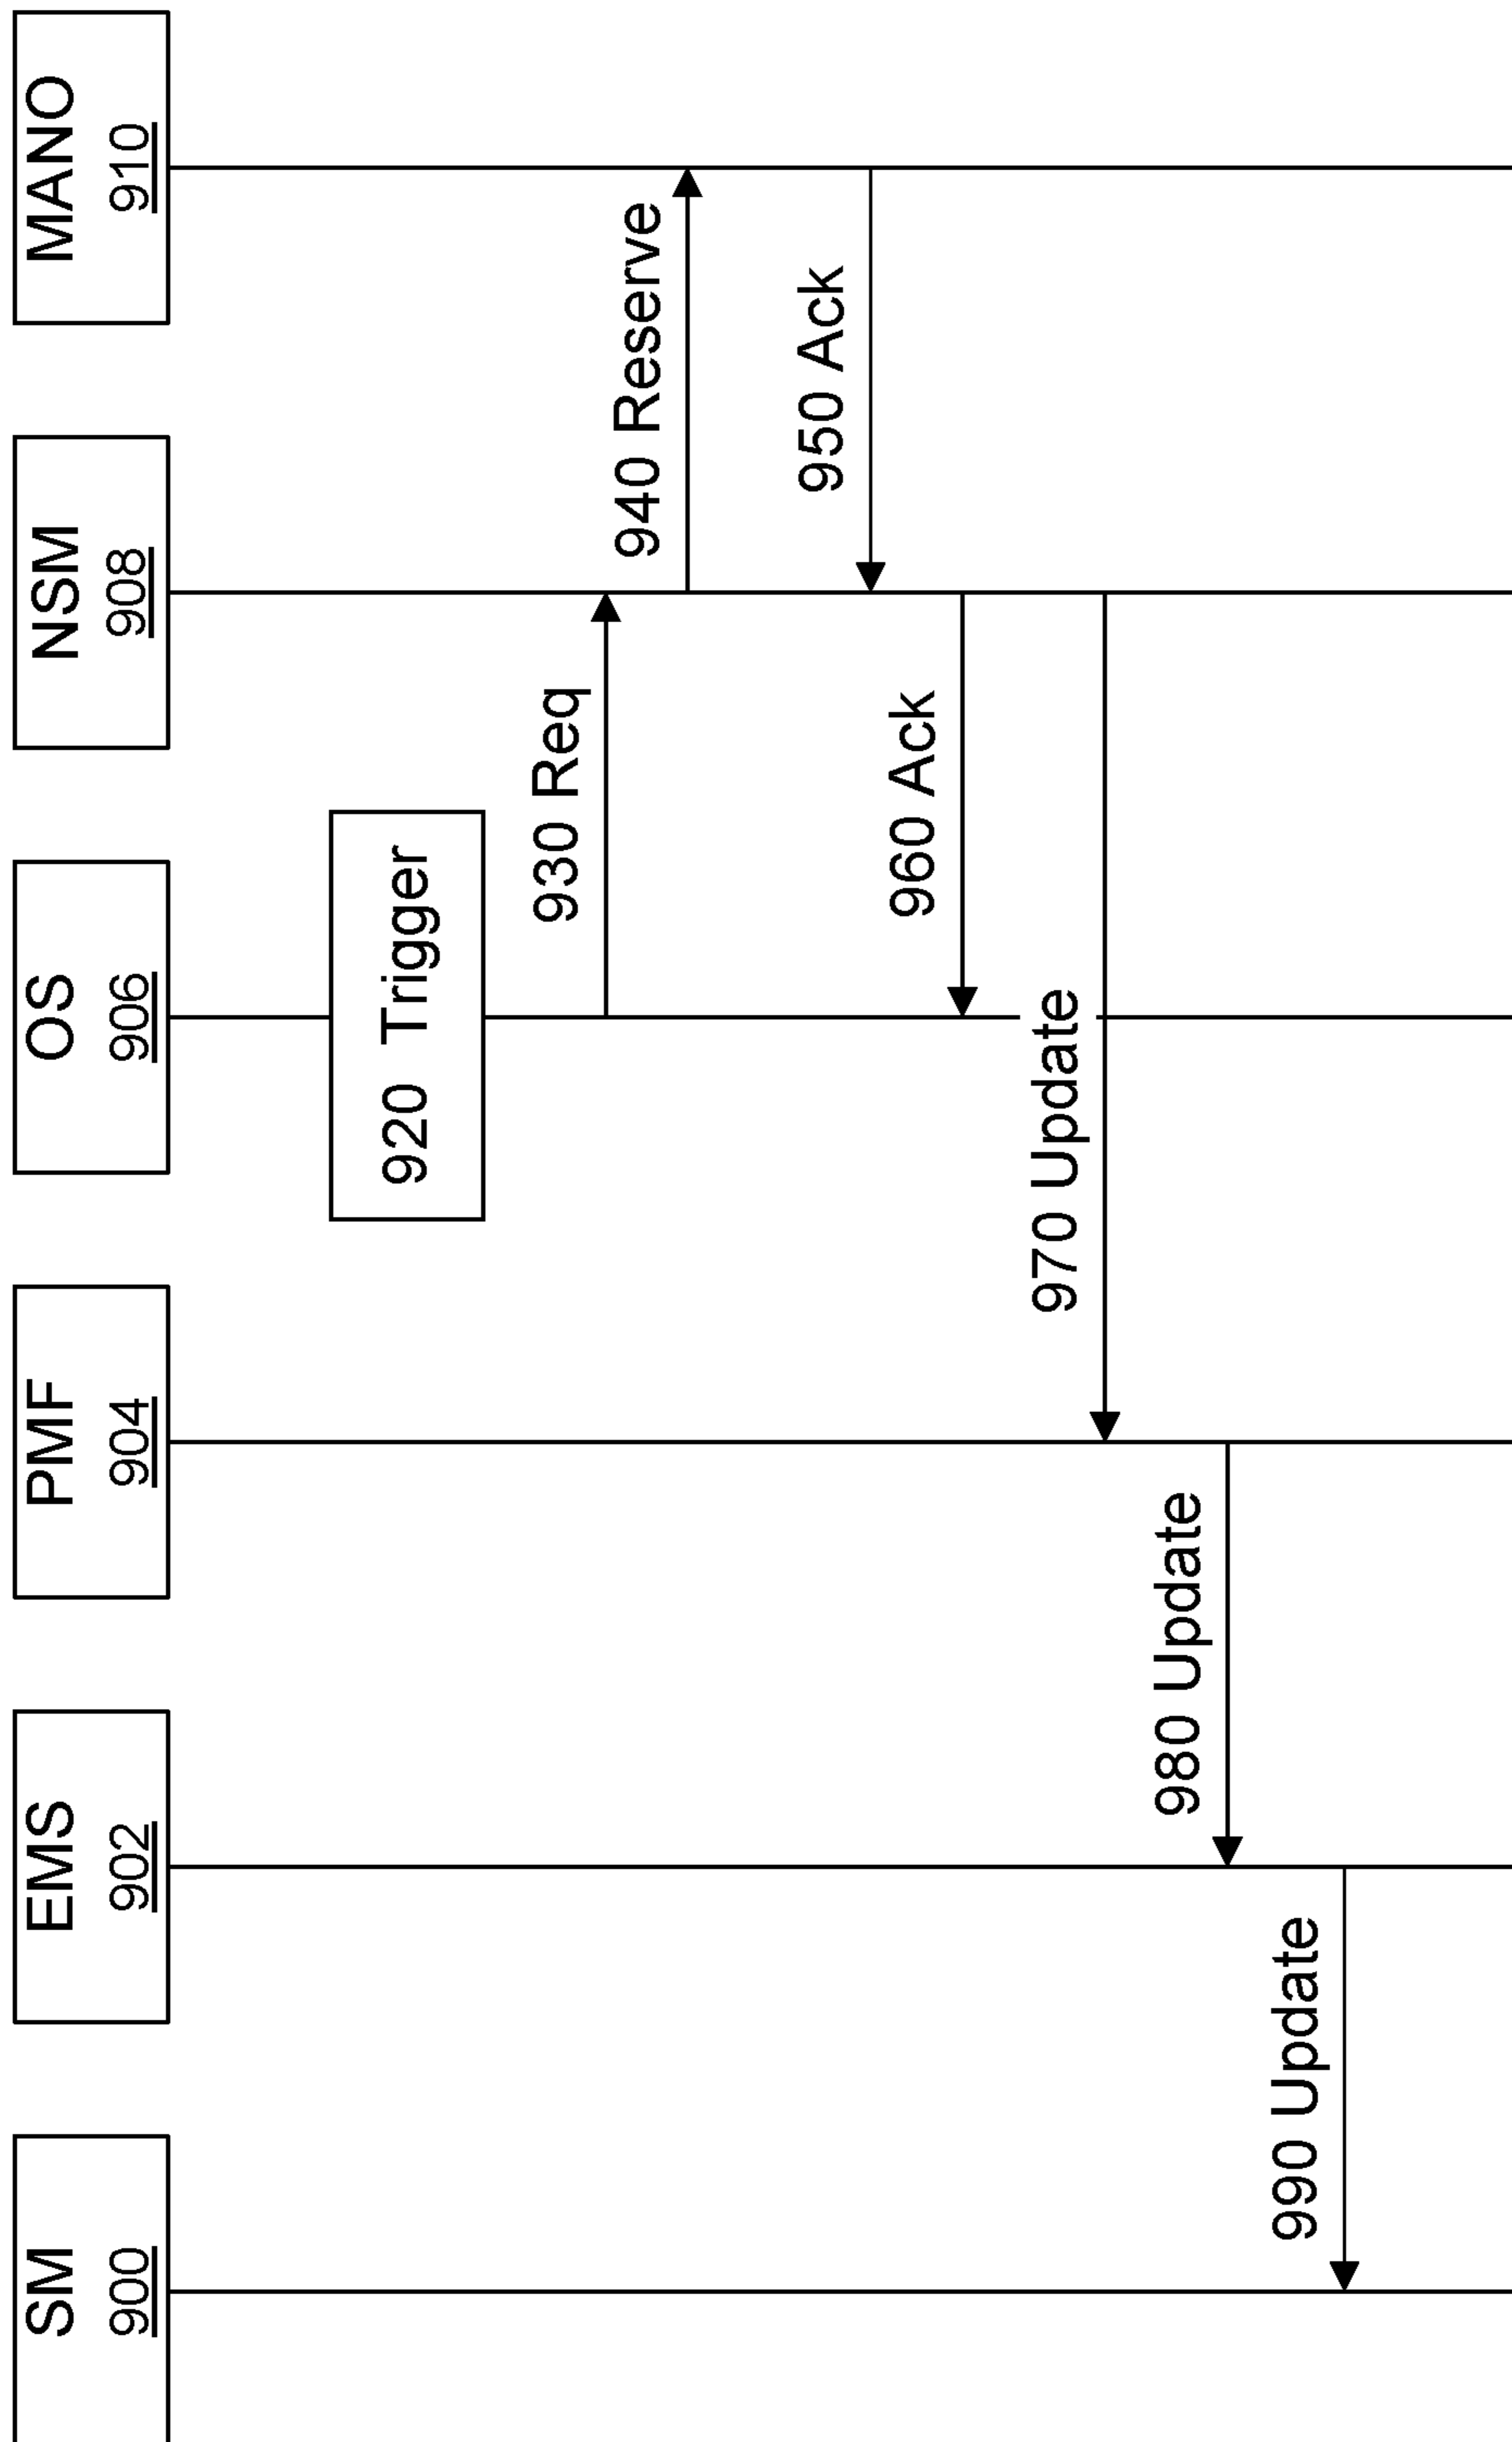 SM
900
EMS
902
PMF
904
OS
906
NSM
908
MANO
910
920 Trigger
930 Req
940 Reserve
950 Ack
960 Ack
970 Update
980 Update
990 Update